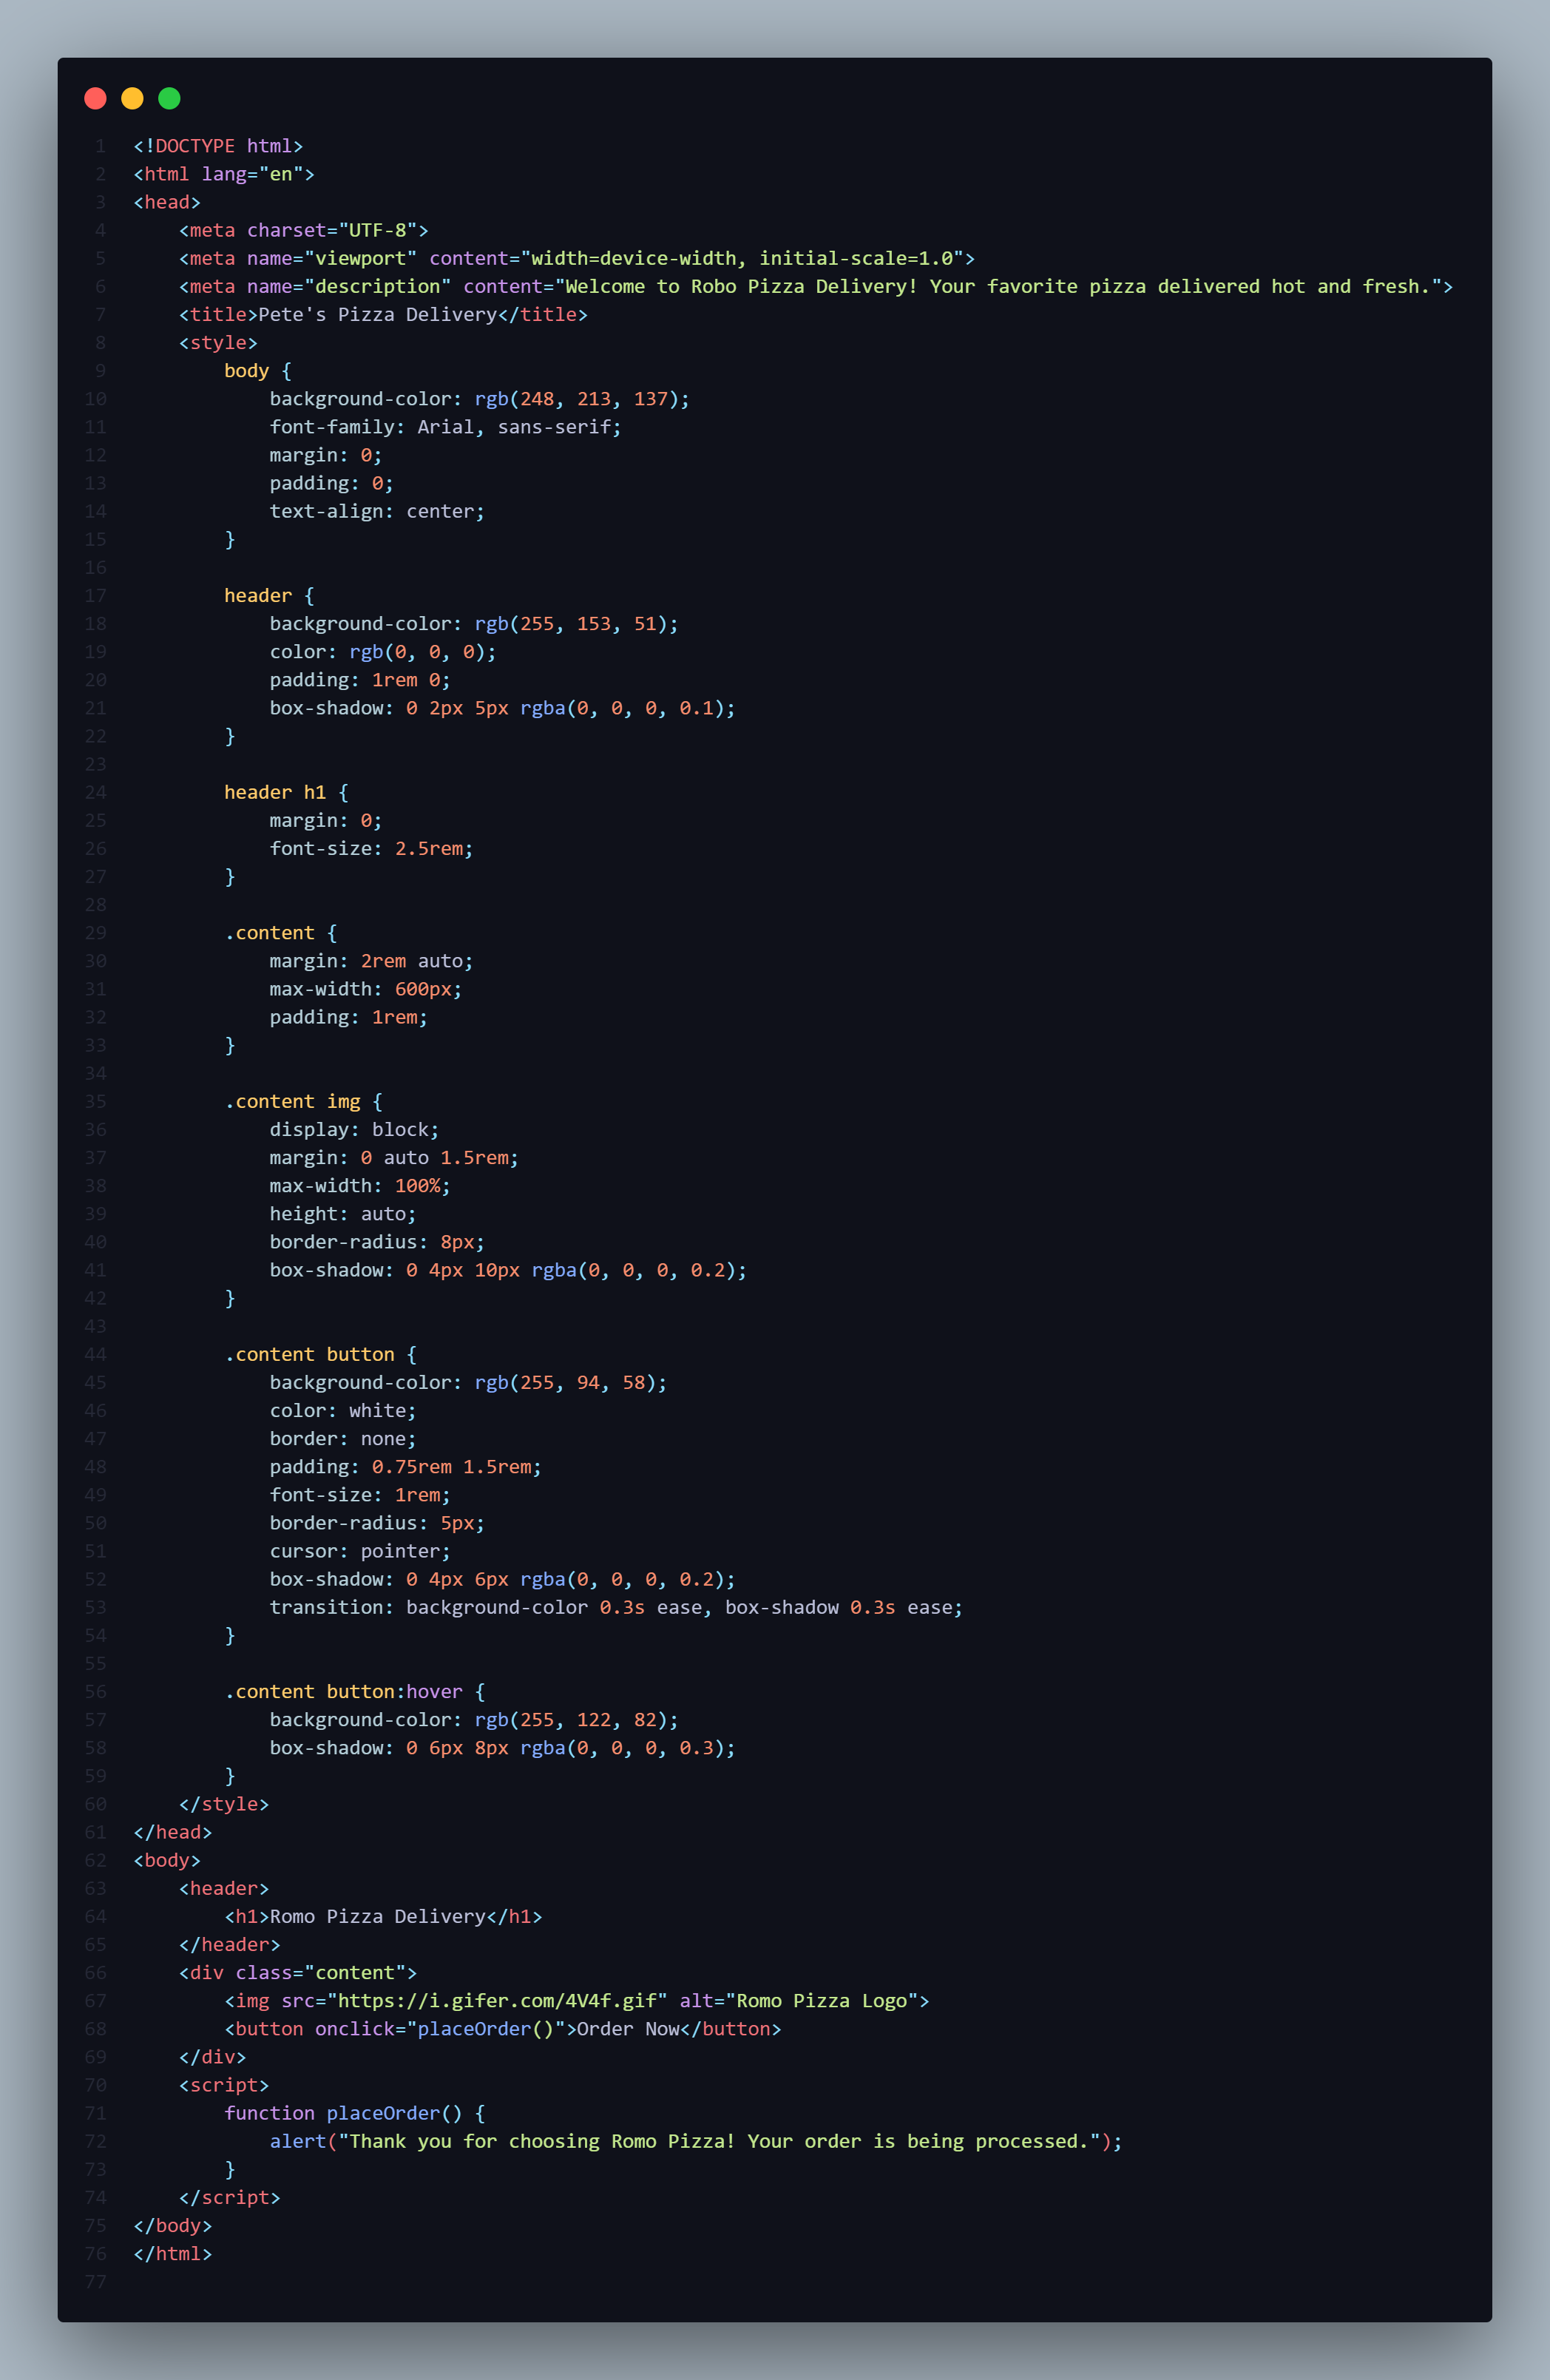 1 <!DOCTYPE html>
2 <html lang="en">
3 <head>
4     <meta charset="UTF-8">
5     <meta name="viewport" content="width=device-width, initial-scale=1.0">
6     <meta name="description" content="Welcome to Robo Pizza Delivery! Your favorite pizza delivered hot and fresh.">
7     <title>Pete's Pizza Delivery</title>
8     <style>
9         body {
10             background-color: rgb(248, 213, 137);
11             font-family: Arial, sans-serif;
12             margin: 0;
13             padding: 0;
14             text-align: center;
15         }
16
17         header {
18             background-color: rgb(255, 153, 51);
19             color: rgb(0, 0, 0);
20             padding: 1rem 0;
21             box-shadow: 0 2px 5px rgba(0, 0, 0, 0.1);
22         }
23
24         header h1 {
25             margin: 0;
26             font-size: 2.5rem;
27         }
28
29         .content {
30             margin: 2rem auto;
31             max-width: 600px;
32             padding: 1rem;
33         }
34
35         .content img {
36             display: block;
37             margin: 0 auto 1.5rem;
38             max-width: 100%;
39             height: auto;
40             border-radius: 8px;
41             box-shadow: 0 4px 10px rgba(0, 0, 0, 0.2);
42         }
43
44         .content button {
45             background-color: rgb(255, 94, 58);
46             color: white;
47             border: none;
48             padding: 0.75rem 1.5rem;
49             font-size: 1rem;
50             border-radius: 5px;
51             cursor: pointer;
52             box-shadow: 0 4px 6px rgba(0, 0, 0, 0.2);
53             transition: background-color 0.3s ease, box-shadow 0.3s ease;
54         }
55
56         .content button:hover {
57             background-color: rgb(255, 122, 82);
58             box-shadow: 0 6px 8px rgba(0, 0, 0, 0.3);
59         }
60     </style>
61 </head>
62 <body>
63     <header>
64         <h1>Romo Pizza Delivery</h1>
65     </header>
66     <div class="content">
67         <img src="https://i.gifer.com/4V4f.gif" alt="Romo Pizza Logo">
68         <button onclick="placeOrder()">Order Now</button>
69     </div>
70     <script>
71         function placeOrder() {
72             alert("Thank you for choosing Romo Pizza! Your order is being processed.");
73         }
74     </script>
75 </body>
76 </html>
77